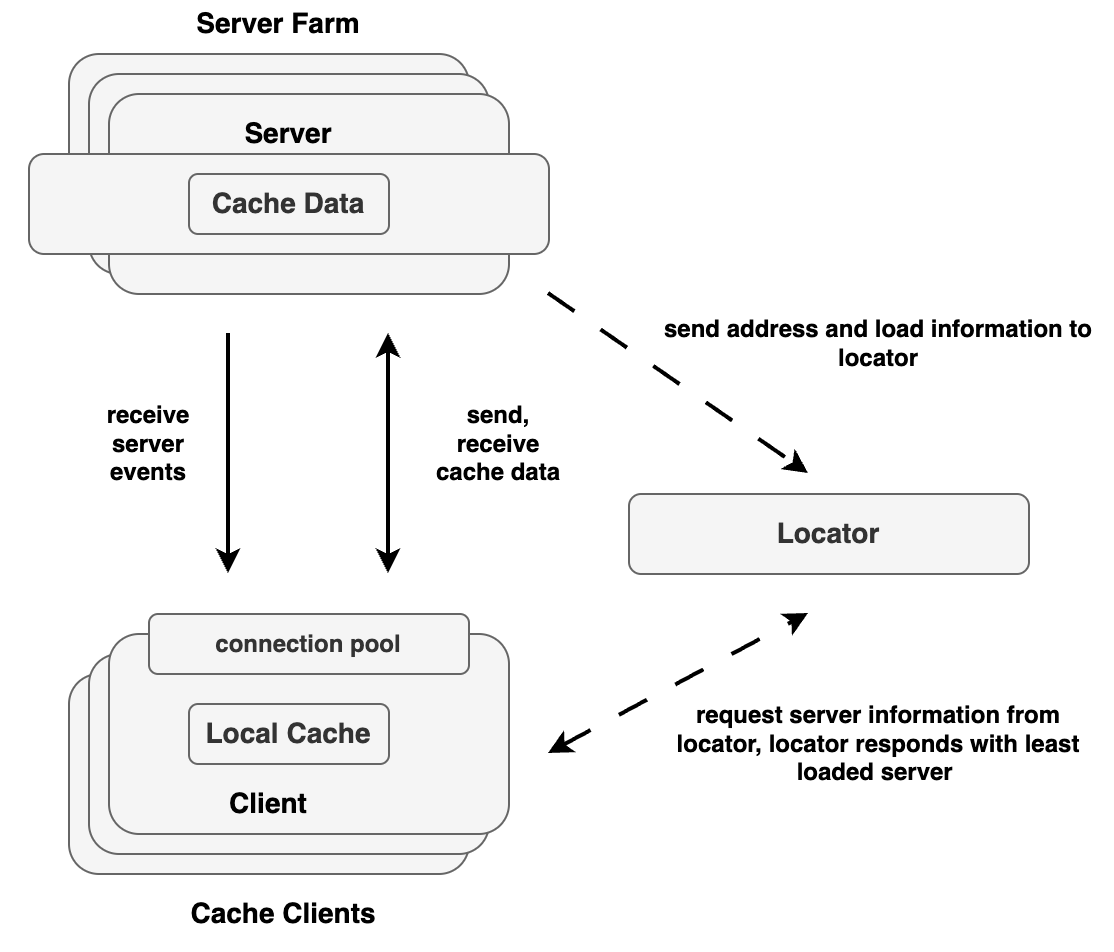 Server Farm
Server
Cache Data
send address and load information to
locator
receive
server
events
send,
receive
cache data
Locator
connection pool
Local Cache
Client
request server information from
locator, locator responds with least
loaded server
Cache Clients